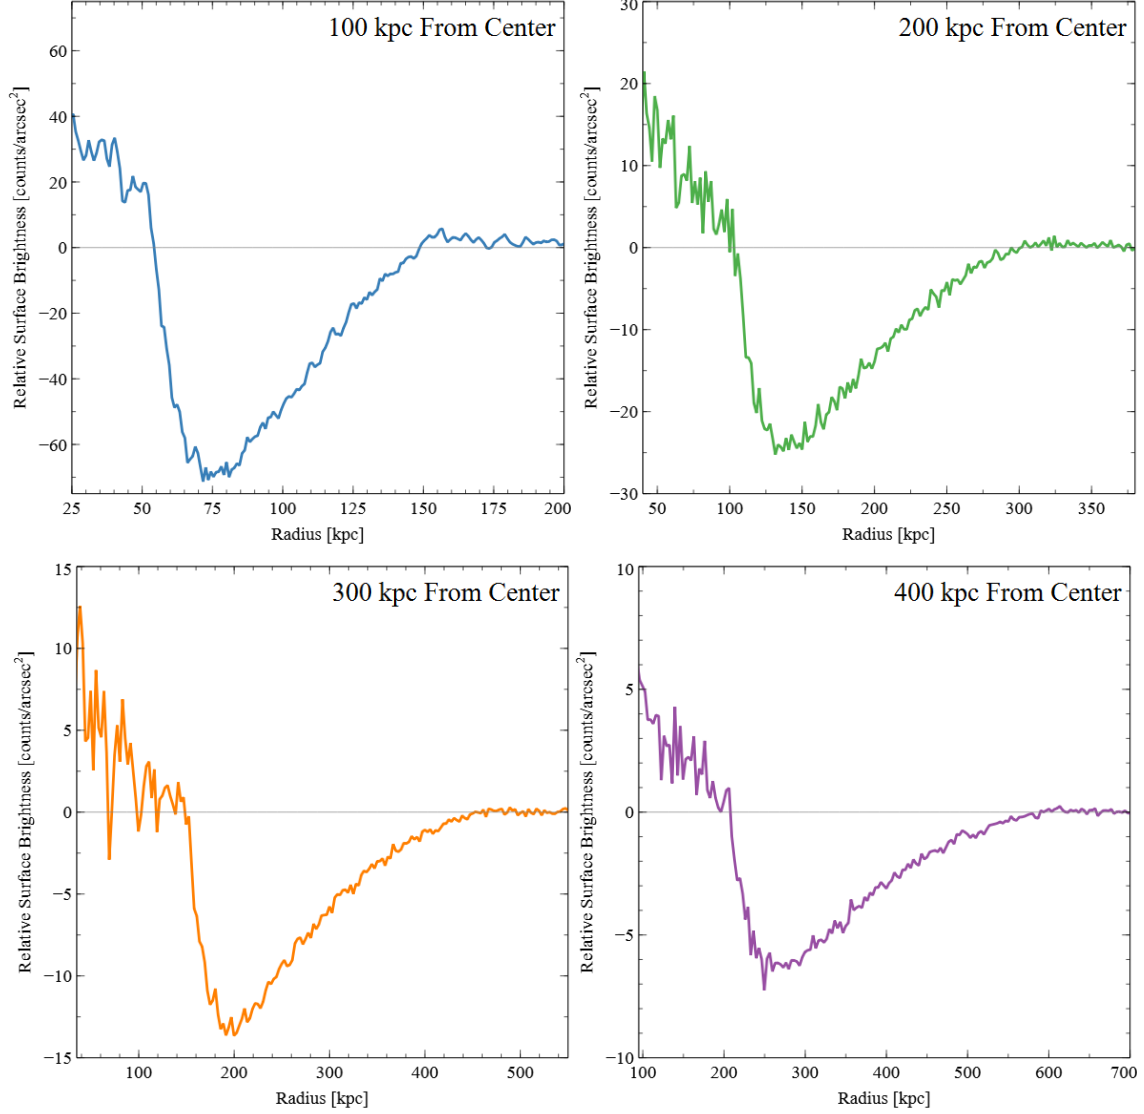 100 kpc From Center
Relative Surface Brightness [counts/arcsec²]
60
40
20
0
−20
−40
−60
25 50 75 100 125 150 175 200
Radius [kpc]
200 kpc From Center
Relative Surface Brightness [counts/arcsec²]
30
20
10
0
−10
−20
−30
50 100 150 200 250 300 350
Radius [kpc]
300 kpc From Center
Relative Surface Brightness [counts/arcsec²]
15
10
5
0
−5
−10
−15
100 200 300 400 500
Radius [kpc]
400 kpc From Center
Relative Surface Brightness [counts/arcsec²]
10
5
0
−5
−10
100 200 300 400 500 600 700
Radius [kpc]